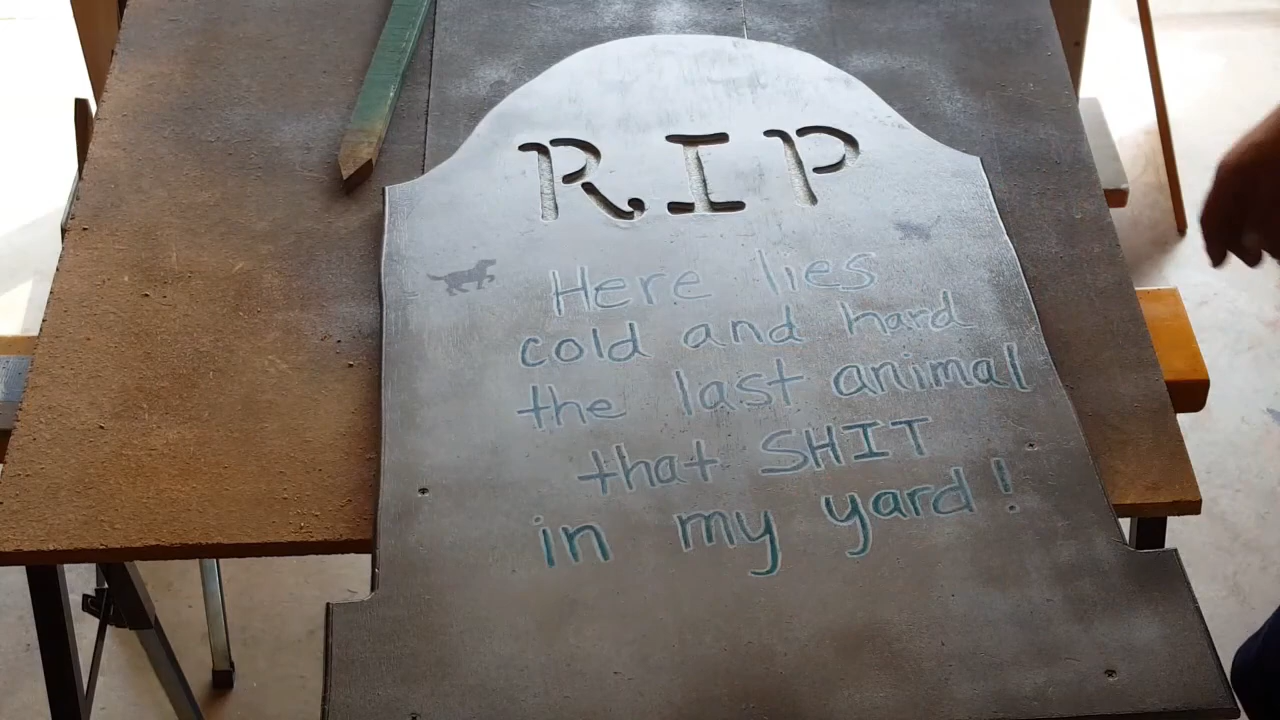 RIP
Here lies
cold and hard
the last animal
that SHIT
in my yard!